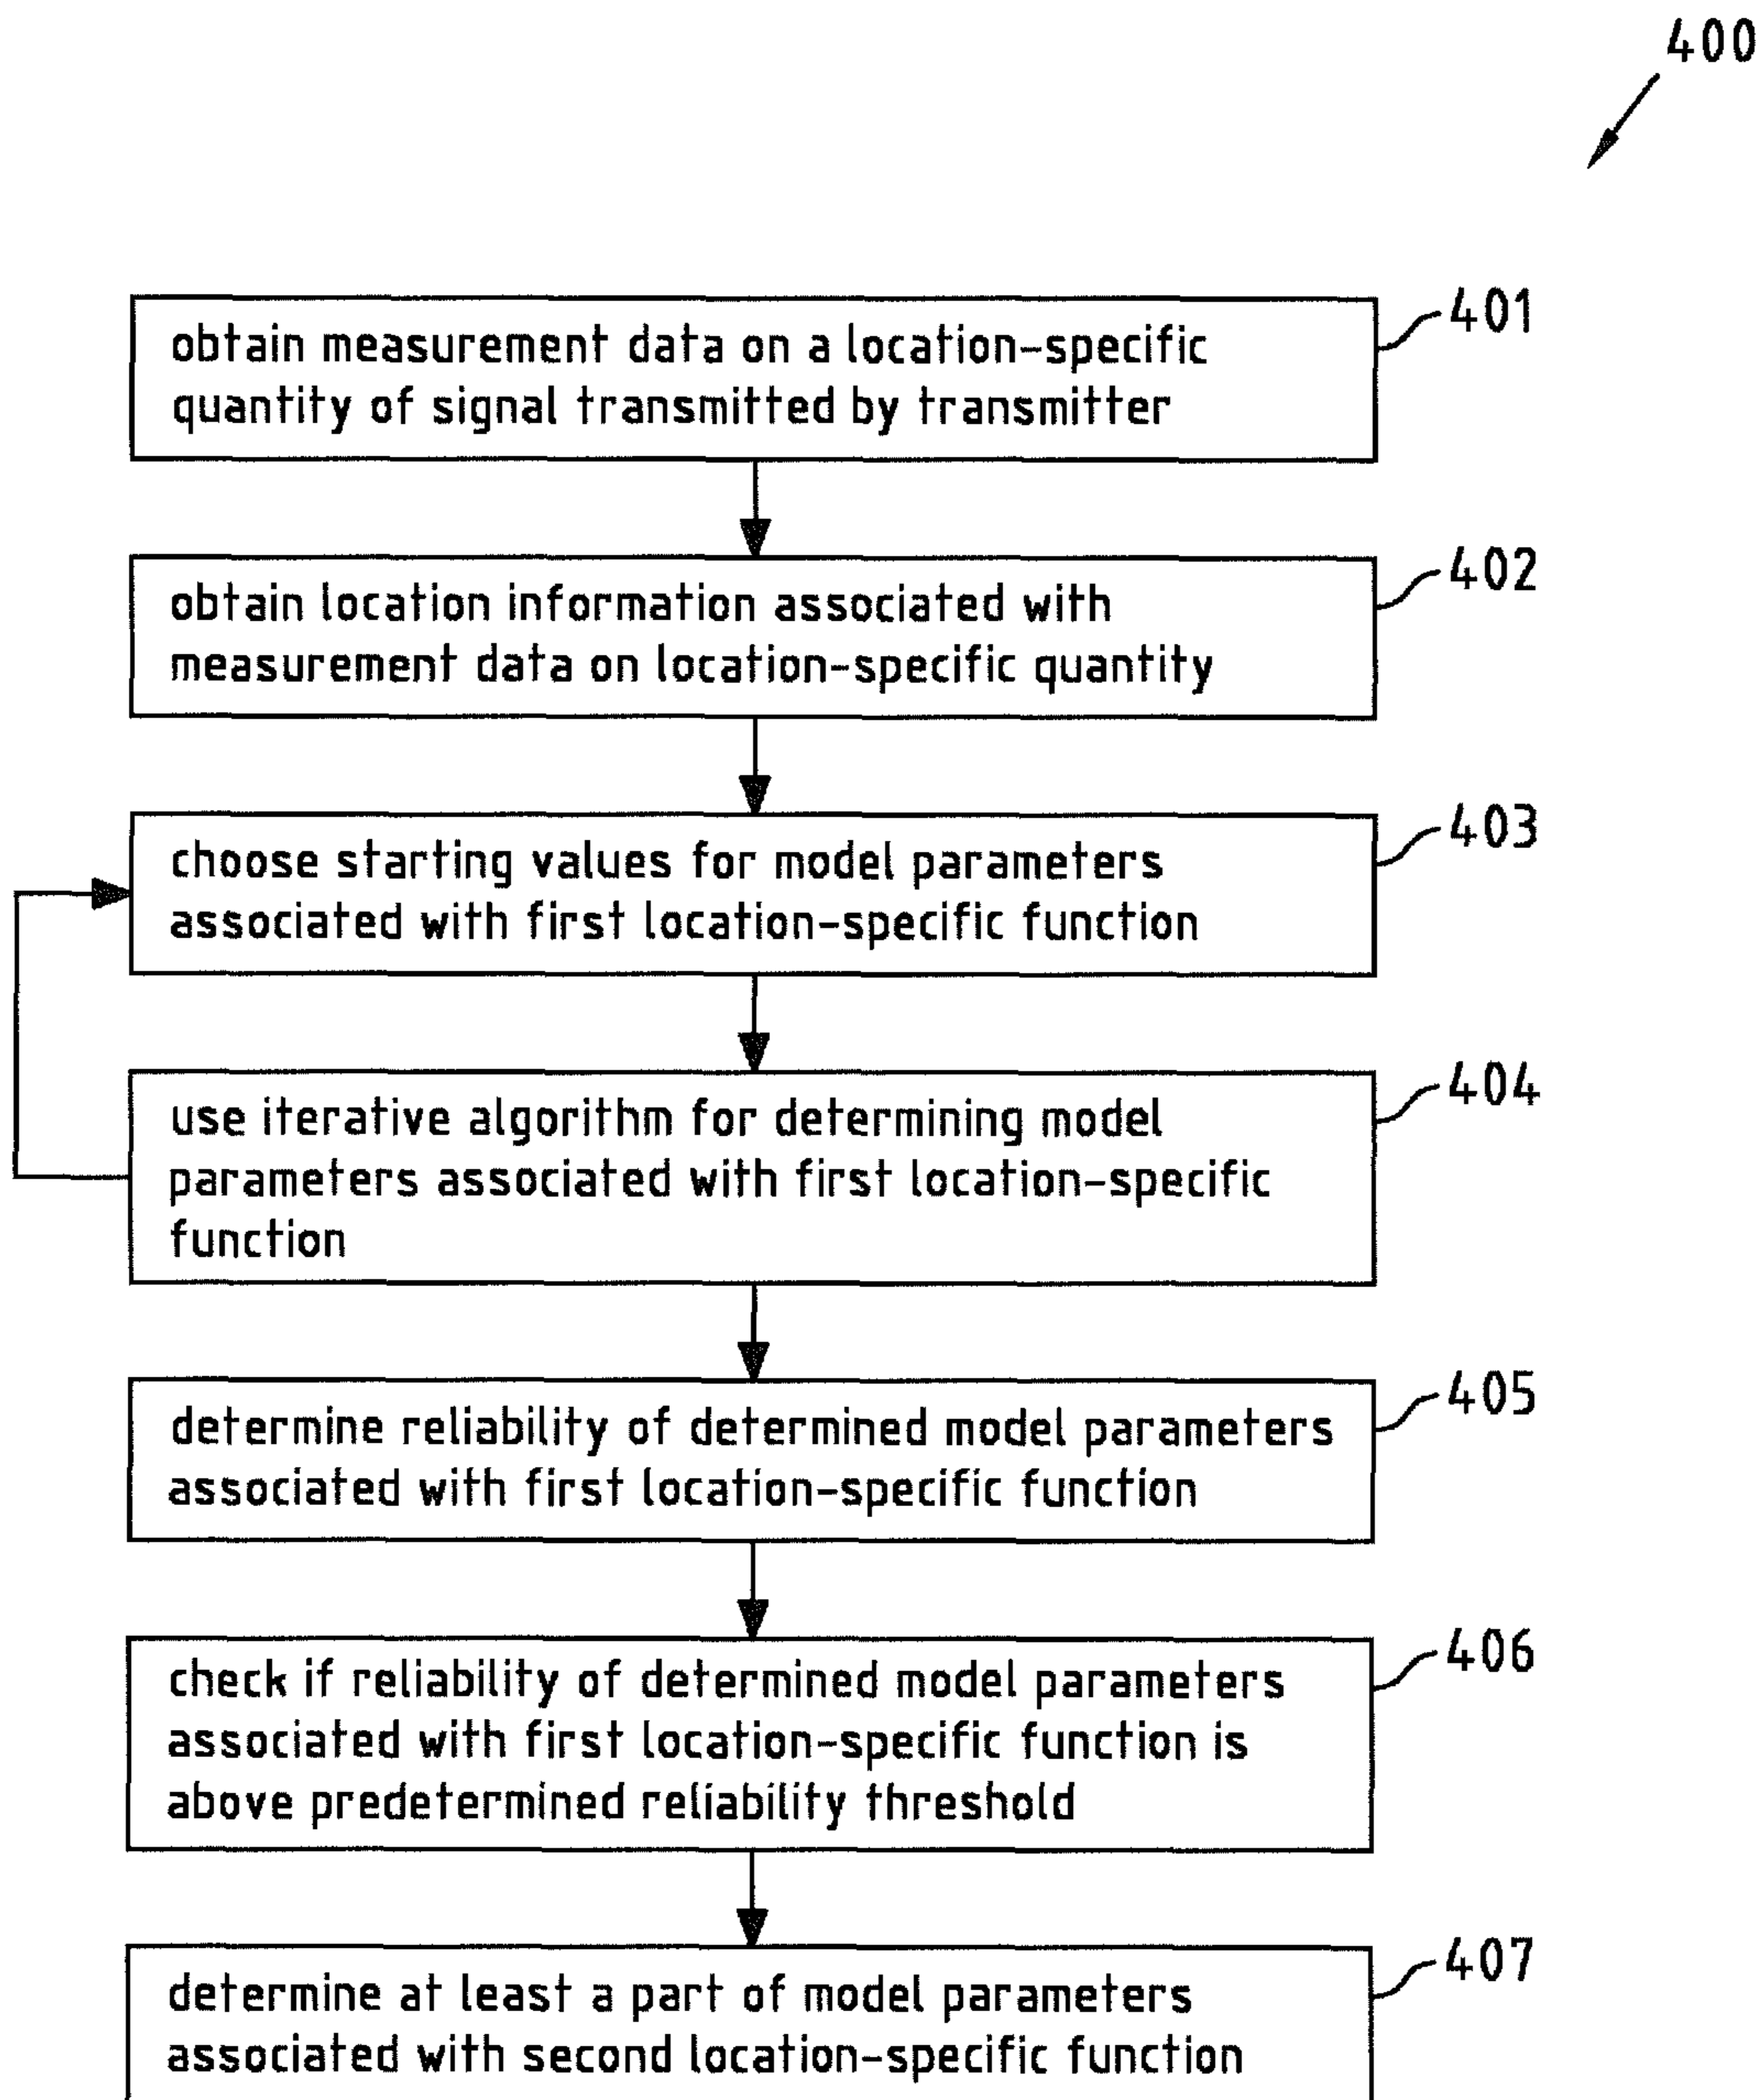 400
obtain measurement data on a location-specific
quantity of signal transmitted by transmitter
401
obtain location information associated with
measurement data on location-specific quantity
402
choose starting values for model parameters
associated with first location-specific function
403
use iterative algorithm for determining model
parameters associated with first location-specific
function
404
determine reliability of determined model parameters
associated with first location-specific function
405
check if reliability of determined model parameters
associated with first location-specific function is
above predetermined reliability threshold
406
determine at least a part of model parameters
associated with second location-specific function
407